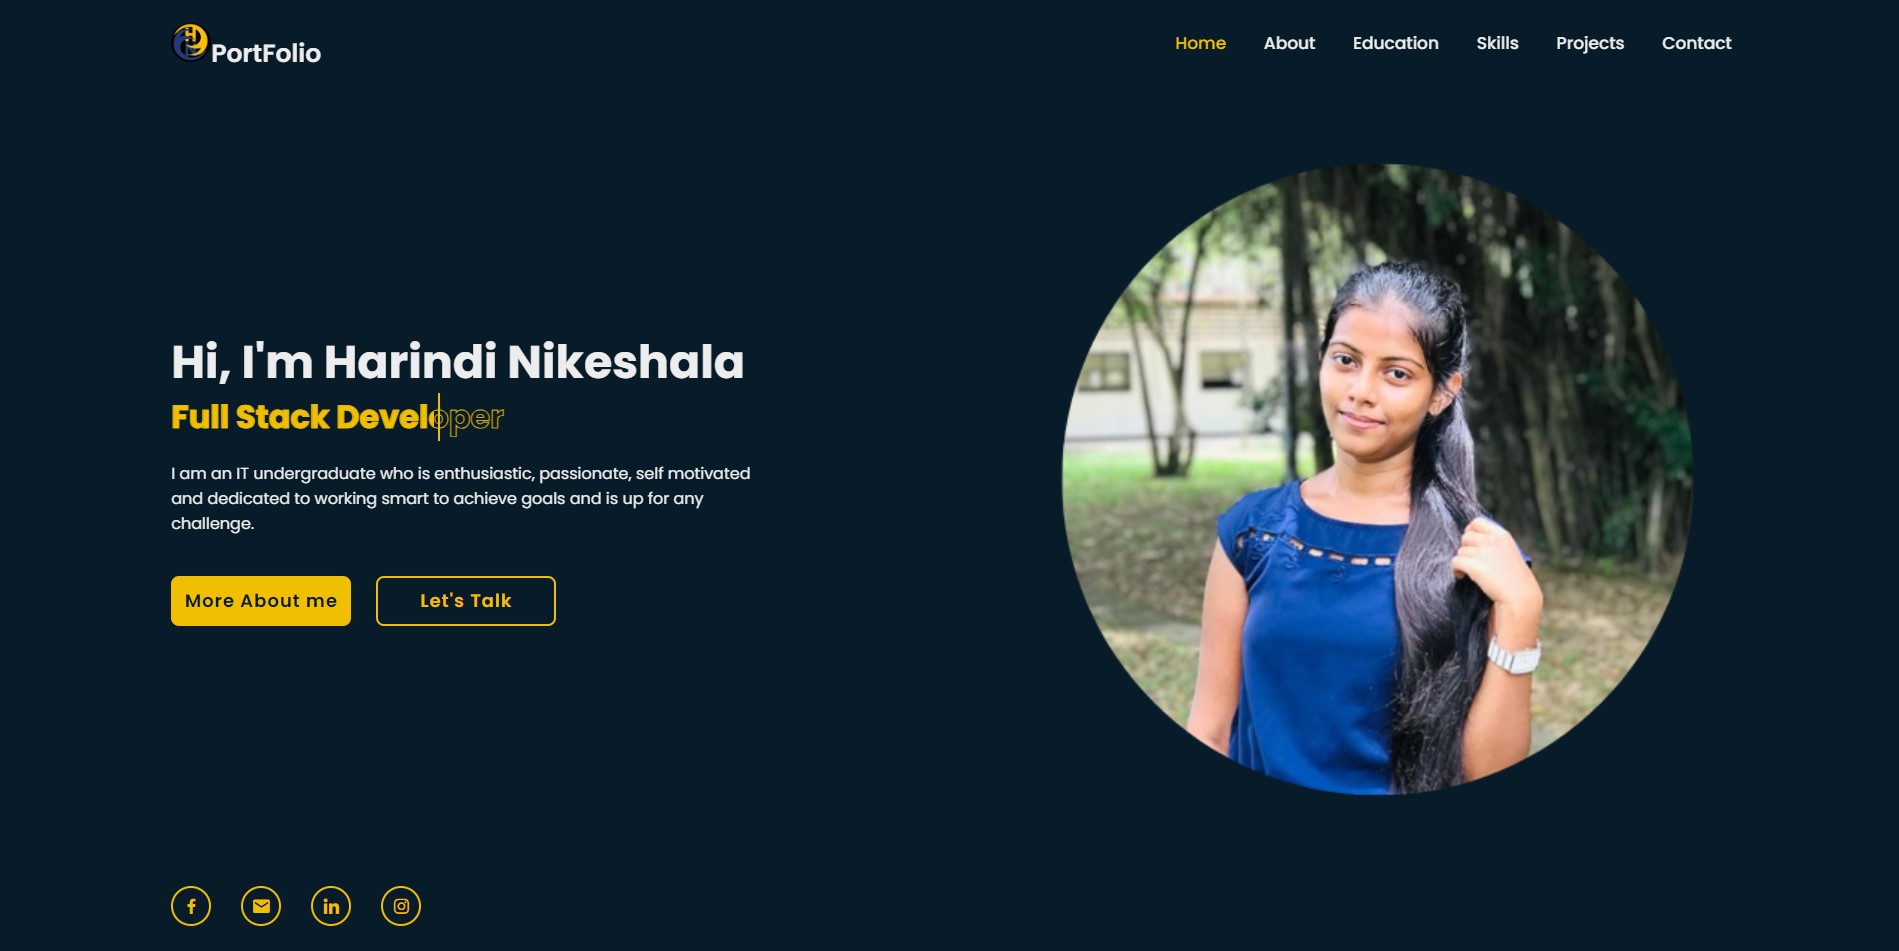 PortFolio
Home About Education Skills Projects Contact
Hi, I'm Harindi Nikeshala
Full Stack Developer
I am an IT undergraduate who is enthusiastic, passionate, self motivated
and dedicated to working smart to achieve goals and is up for any
challenge.
More About me Let's Talk